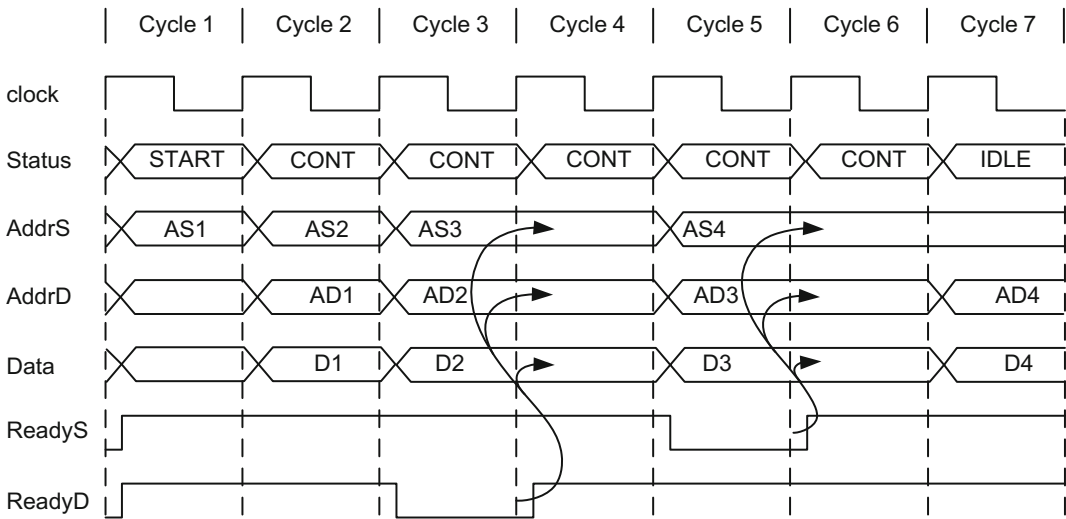 Cycle 1 Cycle 2 Cycle 3 Cycle 4 Cycle 5 Cycle 6 Cycle 7
clock
Status START CONT CONT CONT CONT CONT IDLE
AddrS AS1 AS2 AS3 AS4
AddrD AD1 AD2 AD3 AD4
Data D1 D2 D3 D4
ReadyS
ReadyD